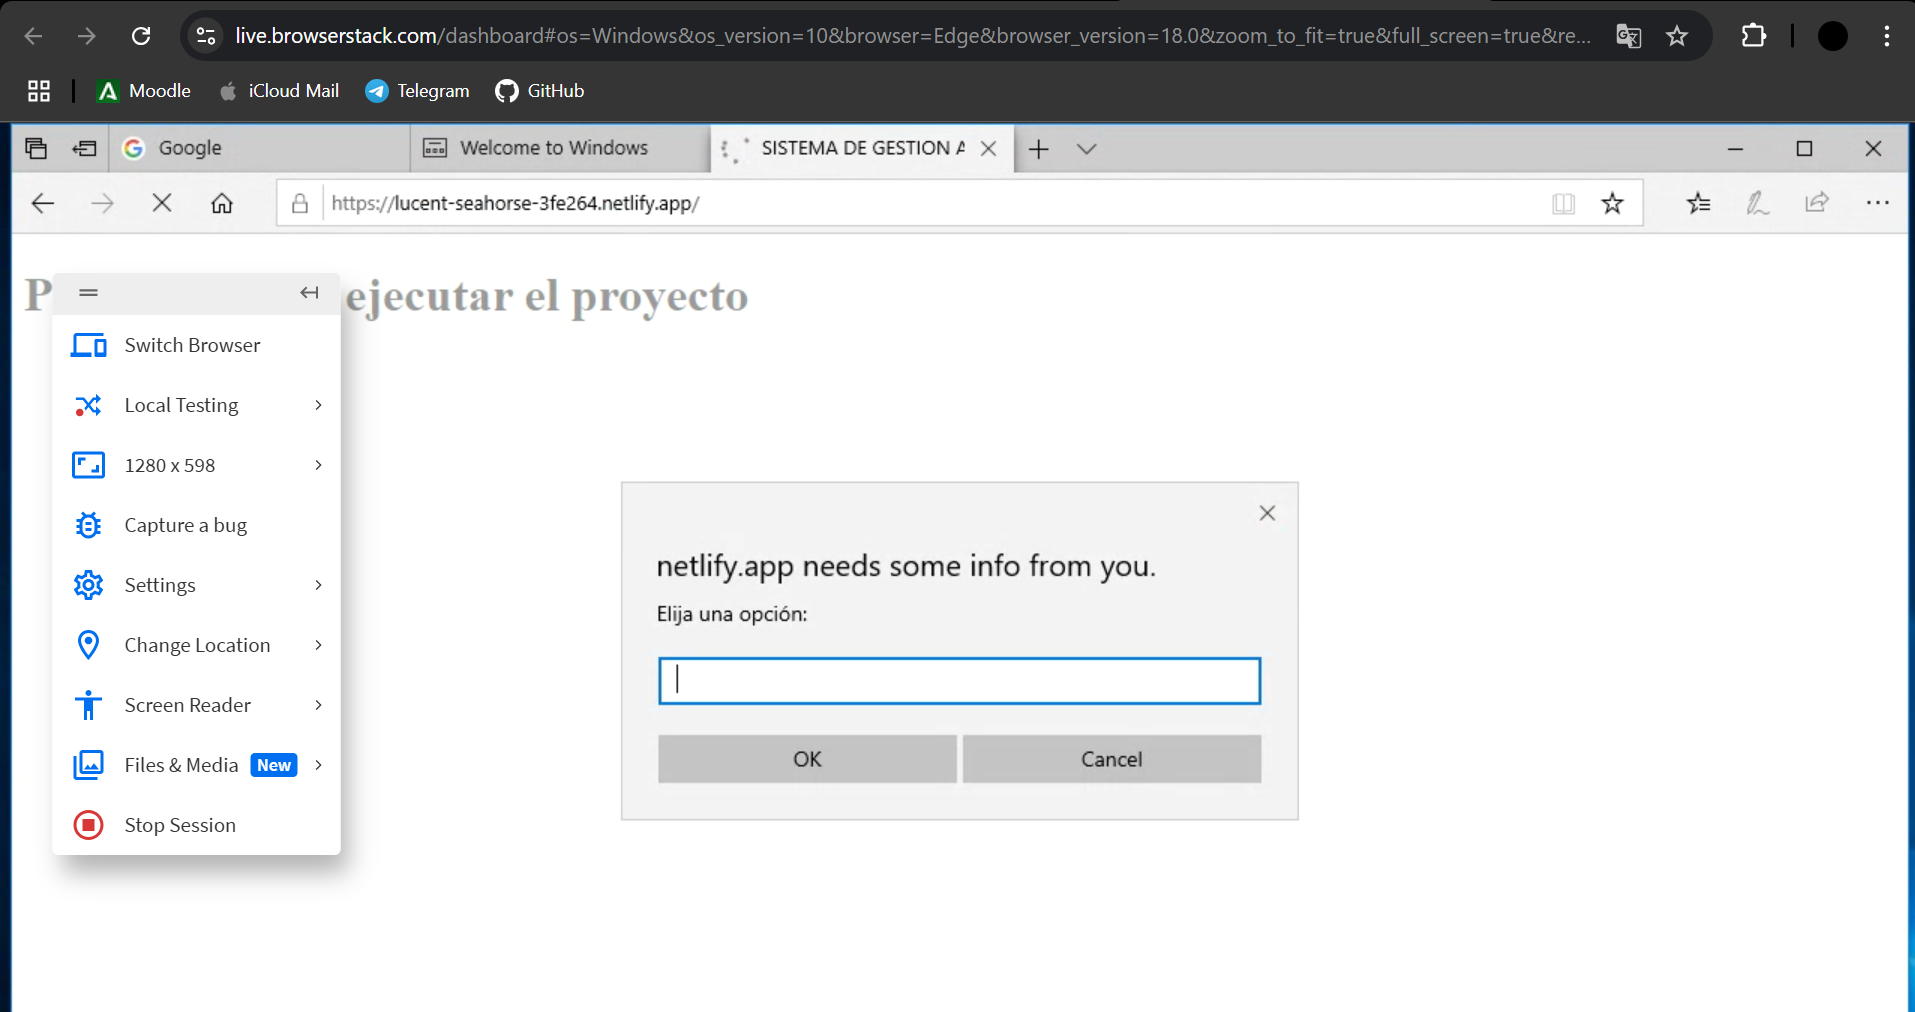 live.browserstack.com/dashboard#os=Windows&os_version=10&browser=Edge&browser_version=18.0&zoom_to_fit=true&full_screen=true&re...
Moodle iCloud Mail Telegram GitHub
Google Welcome to Windows SISTEMA DE GESTION A
https://lucent-seahorse-3fe264.netlify.app/
P ejecutar el proyecto
Switch Browser
Local Testing
1280 x 598
Capture a bug
Settings
Change Location
Screen Reader
Files & Media New
Stop Session
netlify.app needs some info from you.
Elija una opción:
OK Cancel